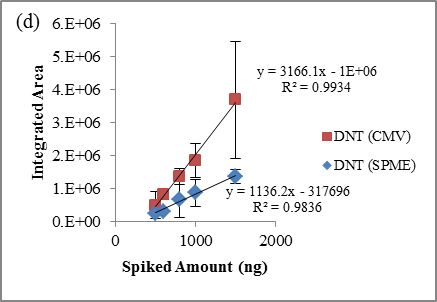 (d)
6.E+06
5.E+06
4.E+06
3.E+06
2.E+06
1.E+06
0.E+00
Integrated Area
y = 3166.1x - 1E+06
R² = 0.9934
DNT (CMV)
DNT (SPME)
y = 1136.2x - 317696
R² = 0.9836
0 1000 2000
Spiked Amount (ng)